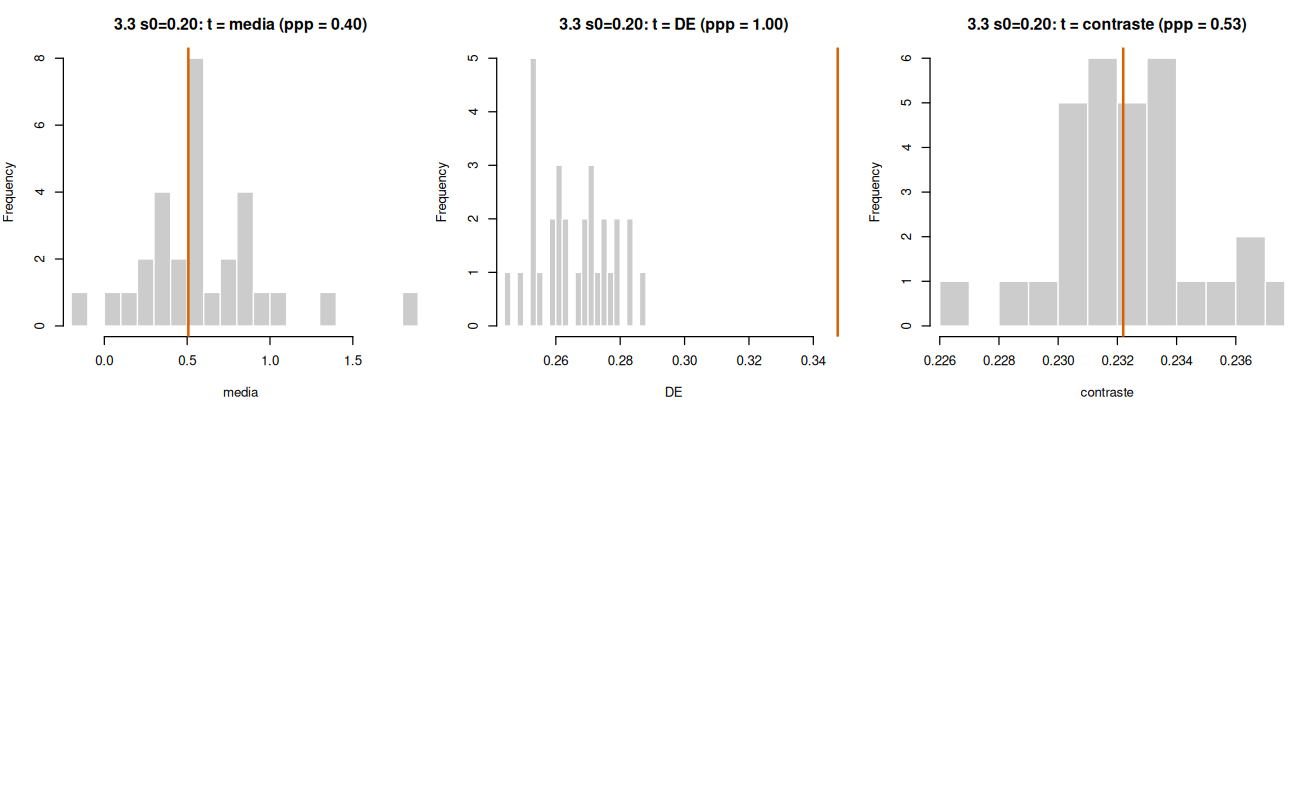 3.3 s0=0.20: t = media (ppp = 0.40)
Frequency
0 2 4 6 8
0.0 0.5 1.0 1.5
media
3.3 s0=0.20: t = DE (ppp = 1.00)
Frequency
0 1 2 3 4 5
0.26 0.28 0.30 0.32 0.34
DE
3.3 s0=0.20: t = contraste (ppp = 0.53)
Frequency
0 1 2 3 4 5 6
0.226 0.228 0.230 0.232 0.234 0.236
contraste